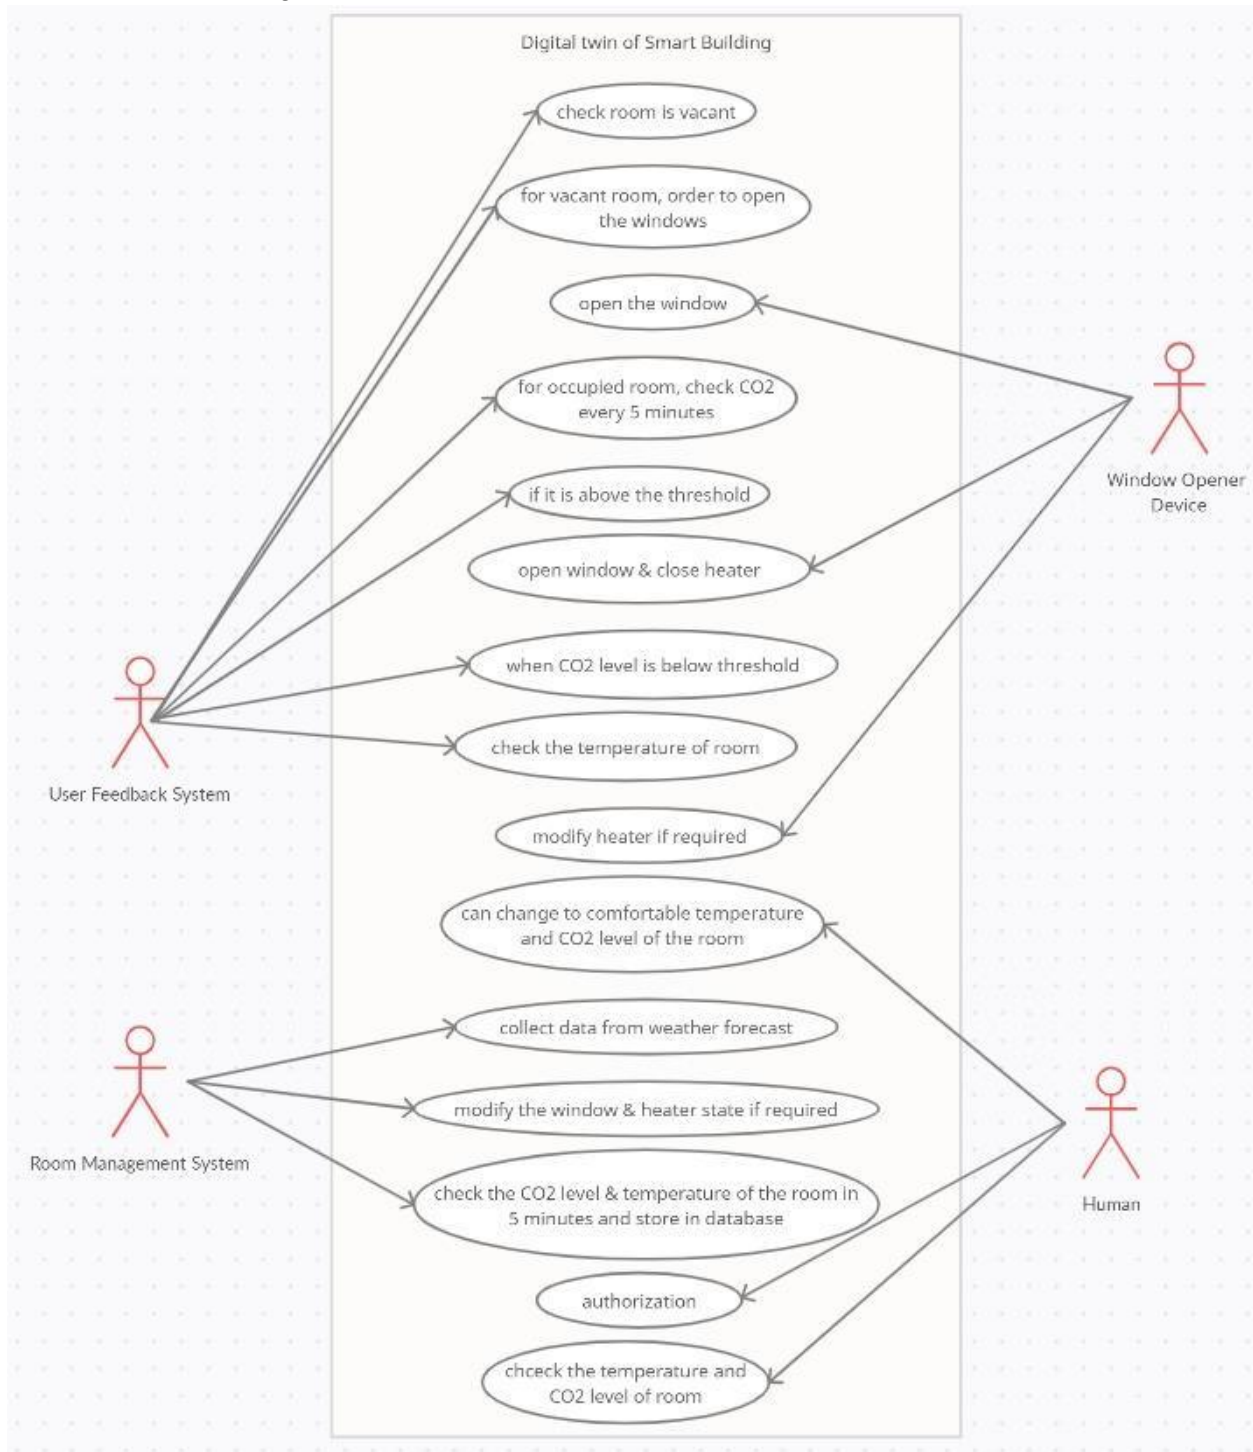 Digital twin of Smart Building
check room is vacant
for vacant room, order to open
the windows
open the window
for occupied room, check CO2
every 5 minutes
Window Opener
Device
if it is above the threshold
open window & close heater
when CO2 level is below threshold
check the temperature of room
User Feedback System
modify heater if required
can change to comfortable temperature
and CO2 level of the room
collect data from weather forecast
modify the window & heater state if required
Room Management System
check the CO2 level & temperature of the room in
5 minutes and store in database
Human
authorization
chceck the temperature and
CO2 level of room